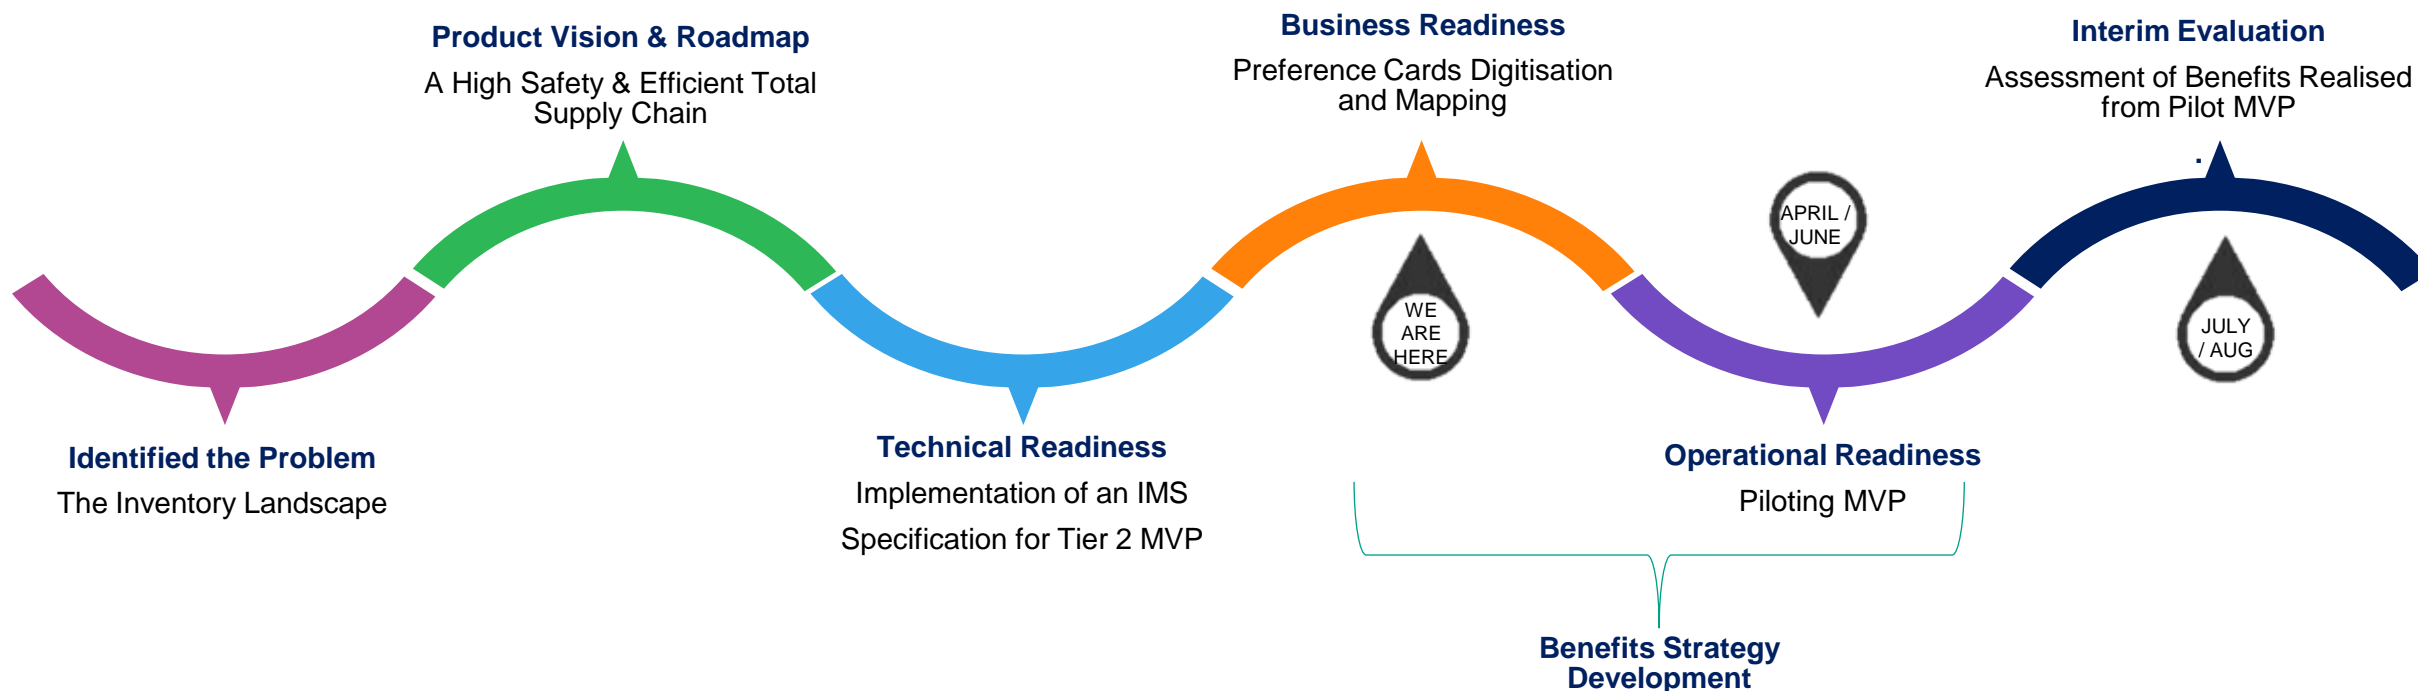 Identified the Problem
The Inventory Landscape
Product Vision & Roadmap
A High Safety & Efficient Total
Supply Chain
Technical Readiness
Implementation of an IMS
Specification for Tier 2 MVP
Business Readiness
Preference Cards Digitisation
and Mapping
WE
ARE
HERE
APRIL /
JUNE
Operational Readiness
Piloting MVP
Benefits Strategy
Development
Interim Evaluation
Assessment of Benefits Realised
from Pilot MVP
.
JULY
/ AUG